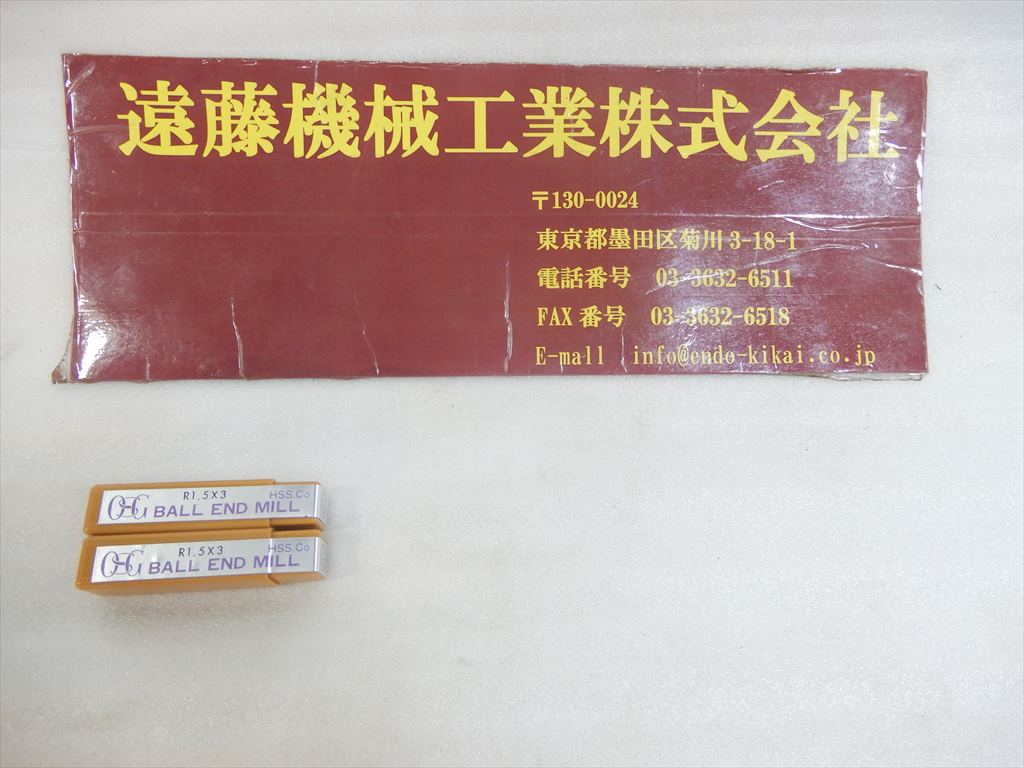 遠藤機械工業株式会社
〒130-0024
東京都墨田区菊川 3-18-1
電話番号 03-3632-6511
FAX 番号 03-3632-6518
E-mall info@endo-kikai.co.jp
R1.5X3 HSS.Co
OSG BALL END MILL
R1.5X3 HSS.Co
OSG BALL END MILL